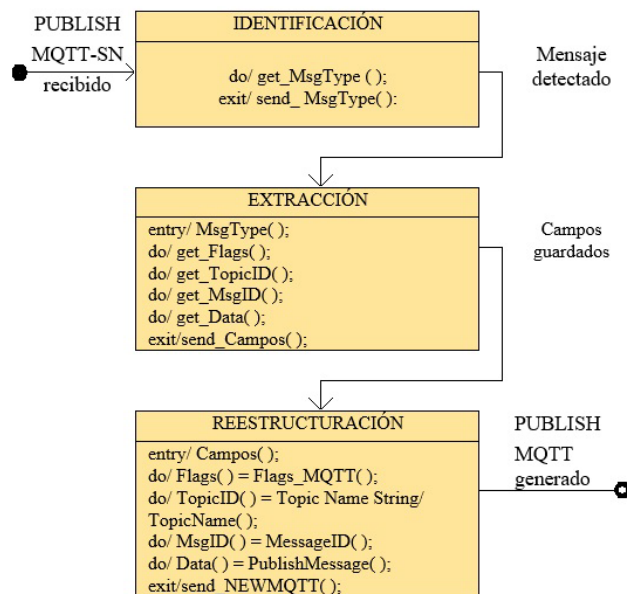 PUBLISH
MQTT-SN
recibido
IDENTIFICACIÓN
do/ get_MsgType ( );
exit/ send_ MsgType():
Mensaje
detectado
EXTRACCIÓN
entry/ MsgType( );
do/ get_Flags( );
do/ get_TopicID( );
do/ get_MsgID( );
do/ get_Data( );
exit/send_Campos( );
Campos
guardados
REESTRUCTURACIÓN
entry/ Campos( );
do/ Flags( ) = Flags_MQTT( );
do/ TopicID( ) = Topic Name String/
TopicName( );
do/ MsgID( ) = MessageID( );
do/ Data( ) = PublishMessage( );
exit/send_NEWMQTT( );
PUBLISH
MQTT
generado